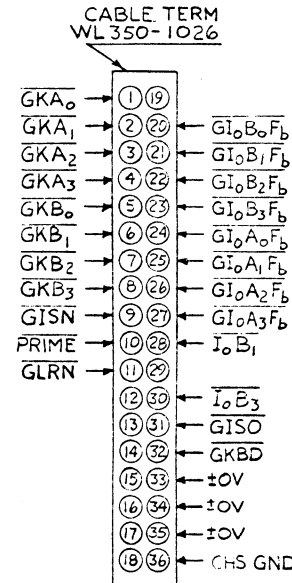 CABLE TERM
WL350-1026
GKA₀ 1 19
GKA₁ 2 20 GI₀B₀Fb
GKA₂ 3 21 GI₀B₁Fb
GKA₃ 4 22 GI₀B₂Fb
GKB₀ 5 23 GI₀B₃Fb
GKB₁ 6 24 GI₀A₀Fb
GKB₂ 7 25 GI₀A₁Fb
GKB₃ 8 26 GI₀A₂Fb
GISN 9 27 GI₀A₃Fb
PRIME 10 28 I₀B₁
GLRN 11 29
12 30 I₀B₃
13 31 GISO
14 32 GKBD
15 33 ±0V
16 34 ±0V
17 35 ±0V
18 36 CHS GND